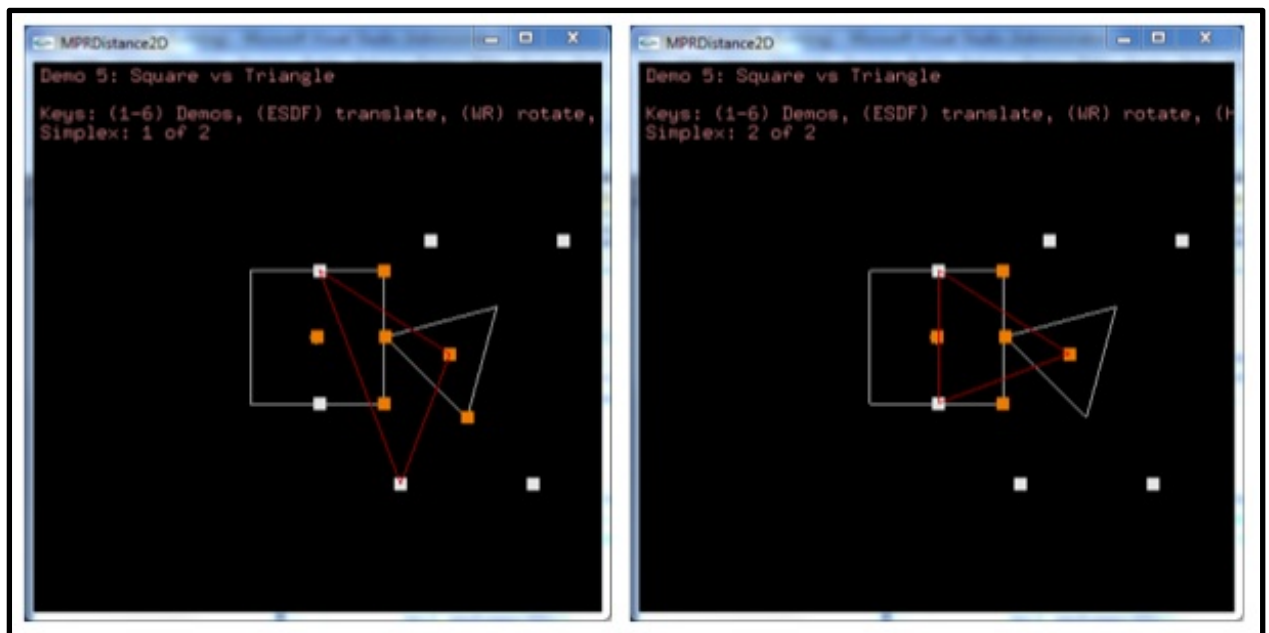 MPRDistance2D
Demo 5: Square vs Triangle
Keys: (1-6) Demos, (ESDF) translate, (WR) rotate,
Simplex: 1 of 2
MPRDistance2D
Demo 5: Square vs Triangle
Keys: (1-6) Demos, (ESDF) translate, (WR) rotate, (H
Simplex: 2 of 2